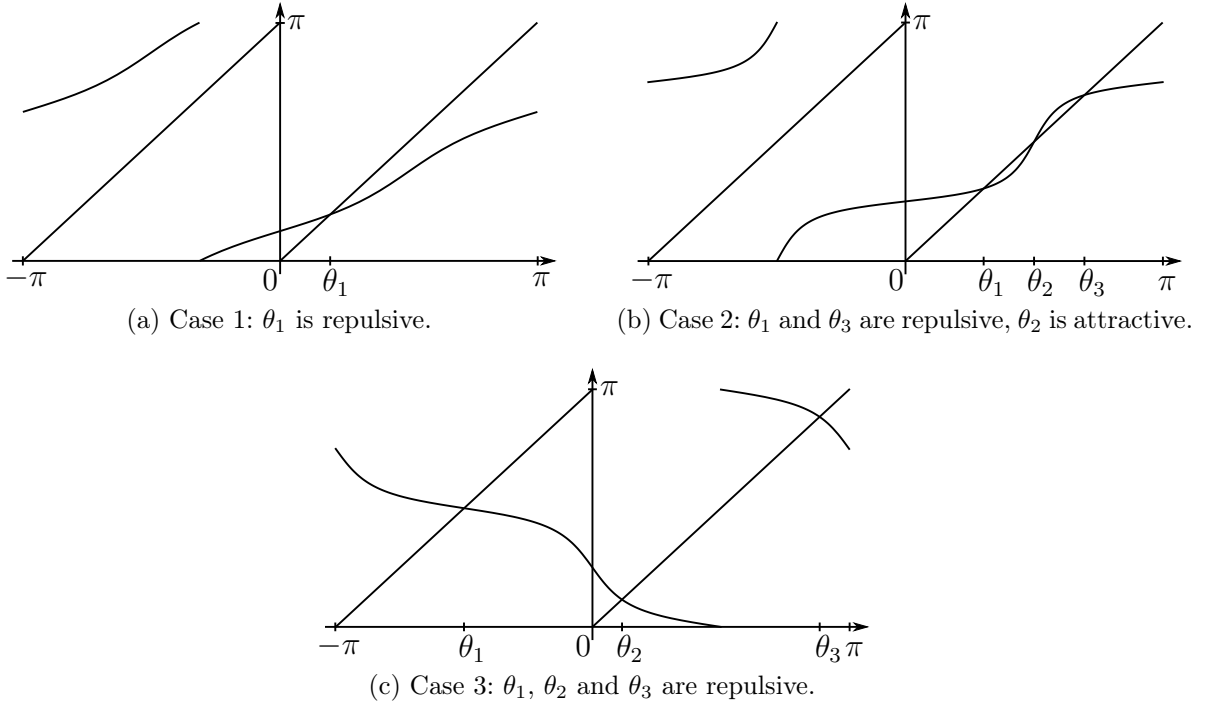 π π
−π 0 θ₁ π −π 0 θ₁ θ₂ θ₃ π
(a) Case 1: θ₁ is repulsive. (b) Case 2: θ₁ and θ₃ are repulsive, θ₂ is attractive.
π
−π θ₁ 0 θ₂ θ₃ π
(c) Case 3: θ₁, θ₂ and θ₃ are repulsive.